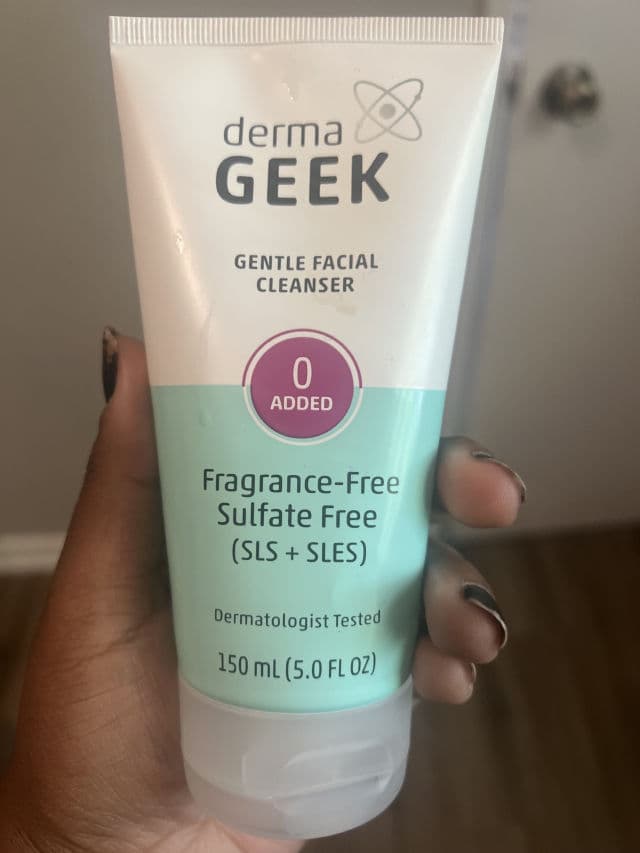 derma
GEEK
GENTLE FACIAL
CLEANSER
0
ADDED
Fragrance-Free
Sulfate Free
(SLS + SLES)
Dermatologist Tested
150 mL (5.0 FL OZ)